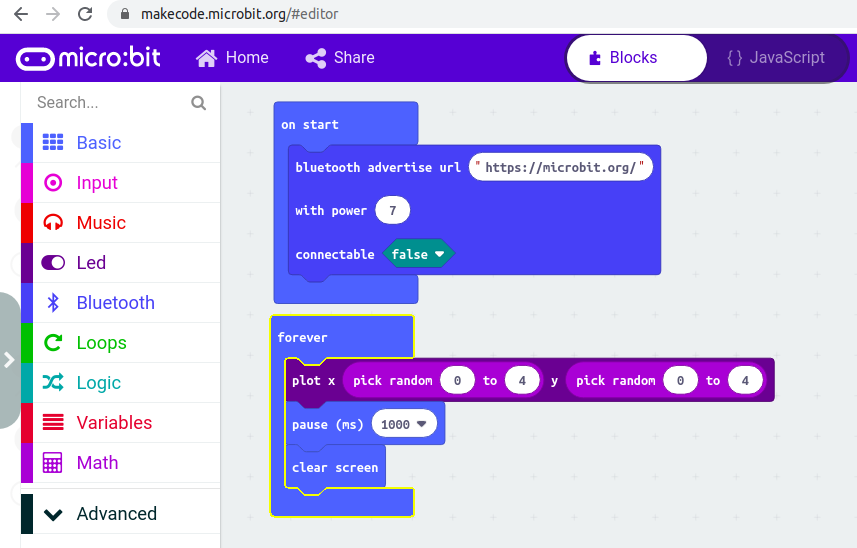 makecode.microbit.org/#editor
micro:bit Home Share Blocks { } JavaScript
Search...
Basic
Input
Music
Led
Bluetooth
Loops
Logic
Variables
Math
Advanced
on start
bluetooth advertise url " https://microbit.org/ "
with power 7
connectable false
forever
plot x pick random 0 to 4 y pick random 0 to 4
pause (ms) 1000
clear screen